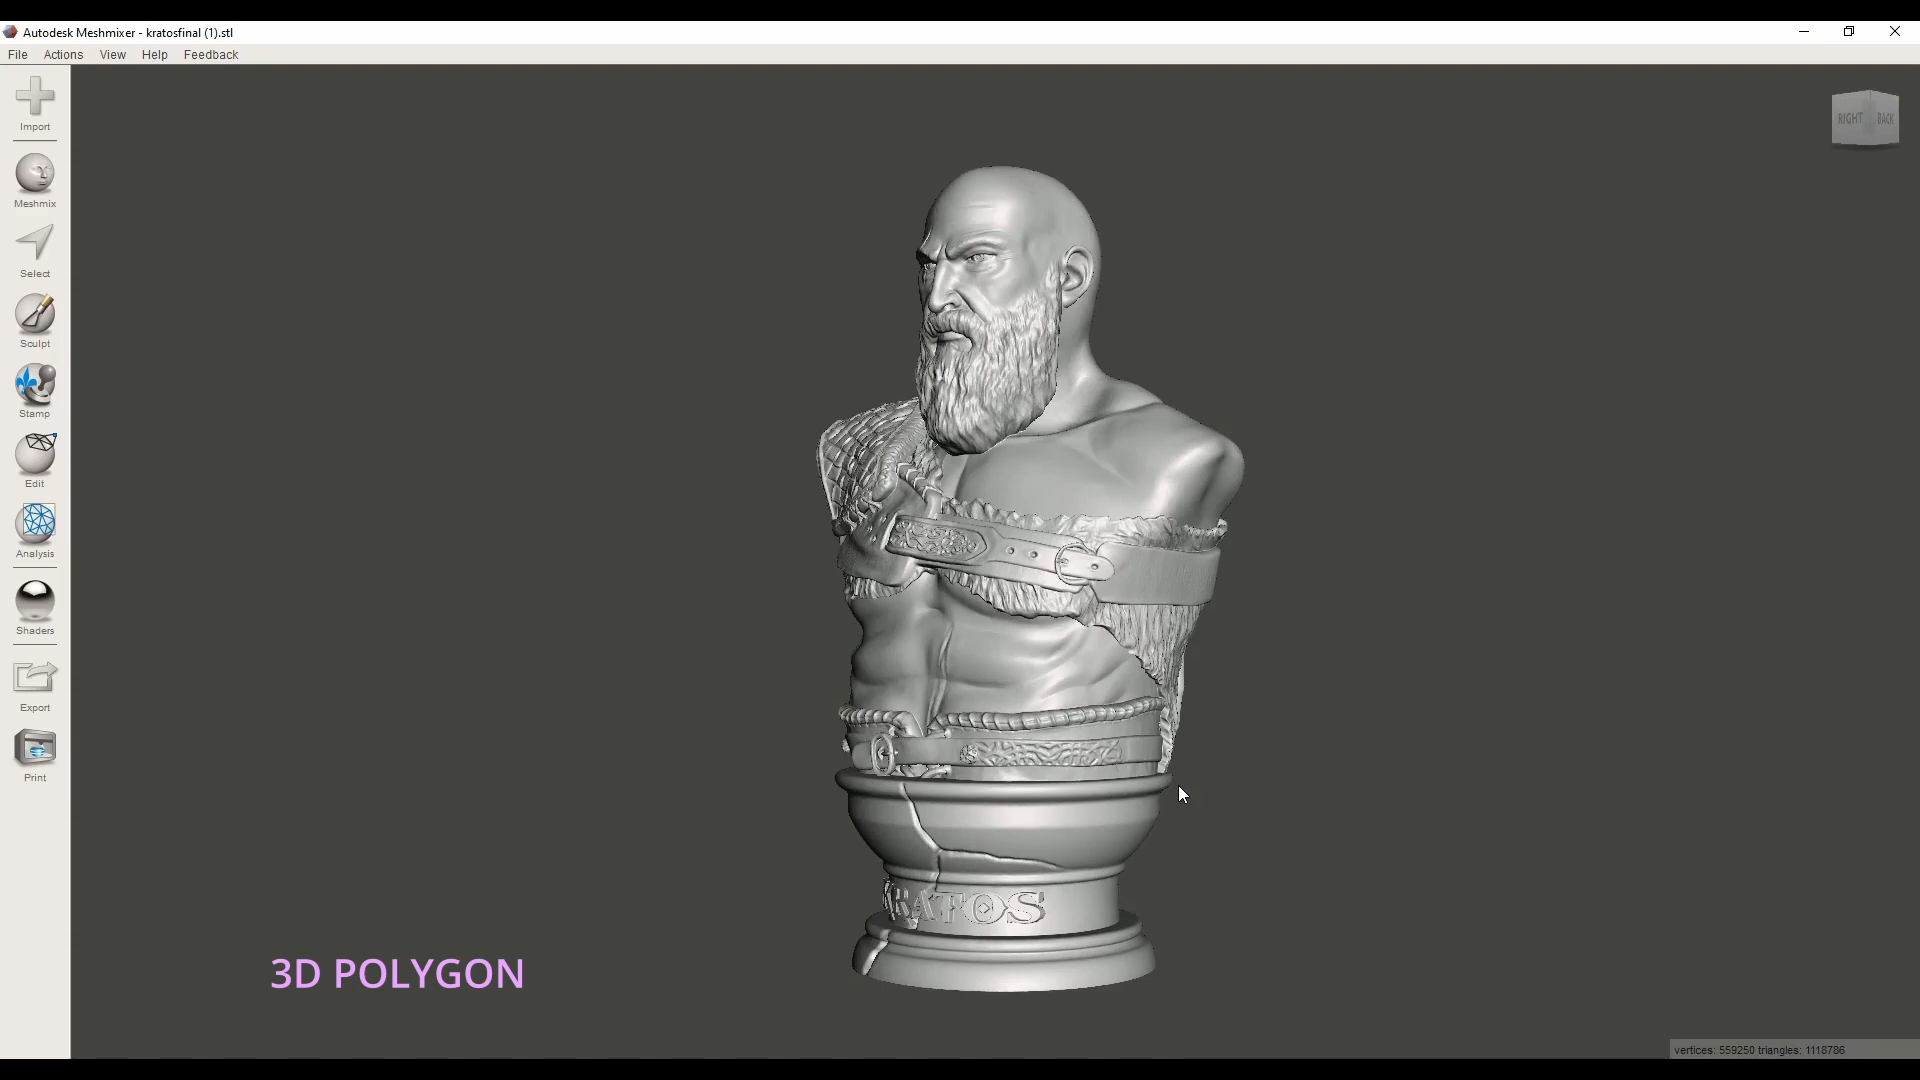 Autodesk Meshmixer - kratosfinal (1).stl
File Actions View Help Feedback
Import
Meshmix
Select
Sculpt
Stamp
Edit
Analysis
Shaders
Export
Print
RIGHT BACK
KRATOS
3D POLYGON
vertices: 559250 triangles: 1118786